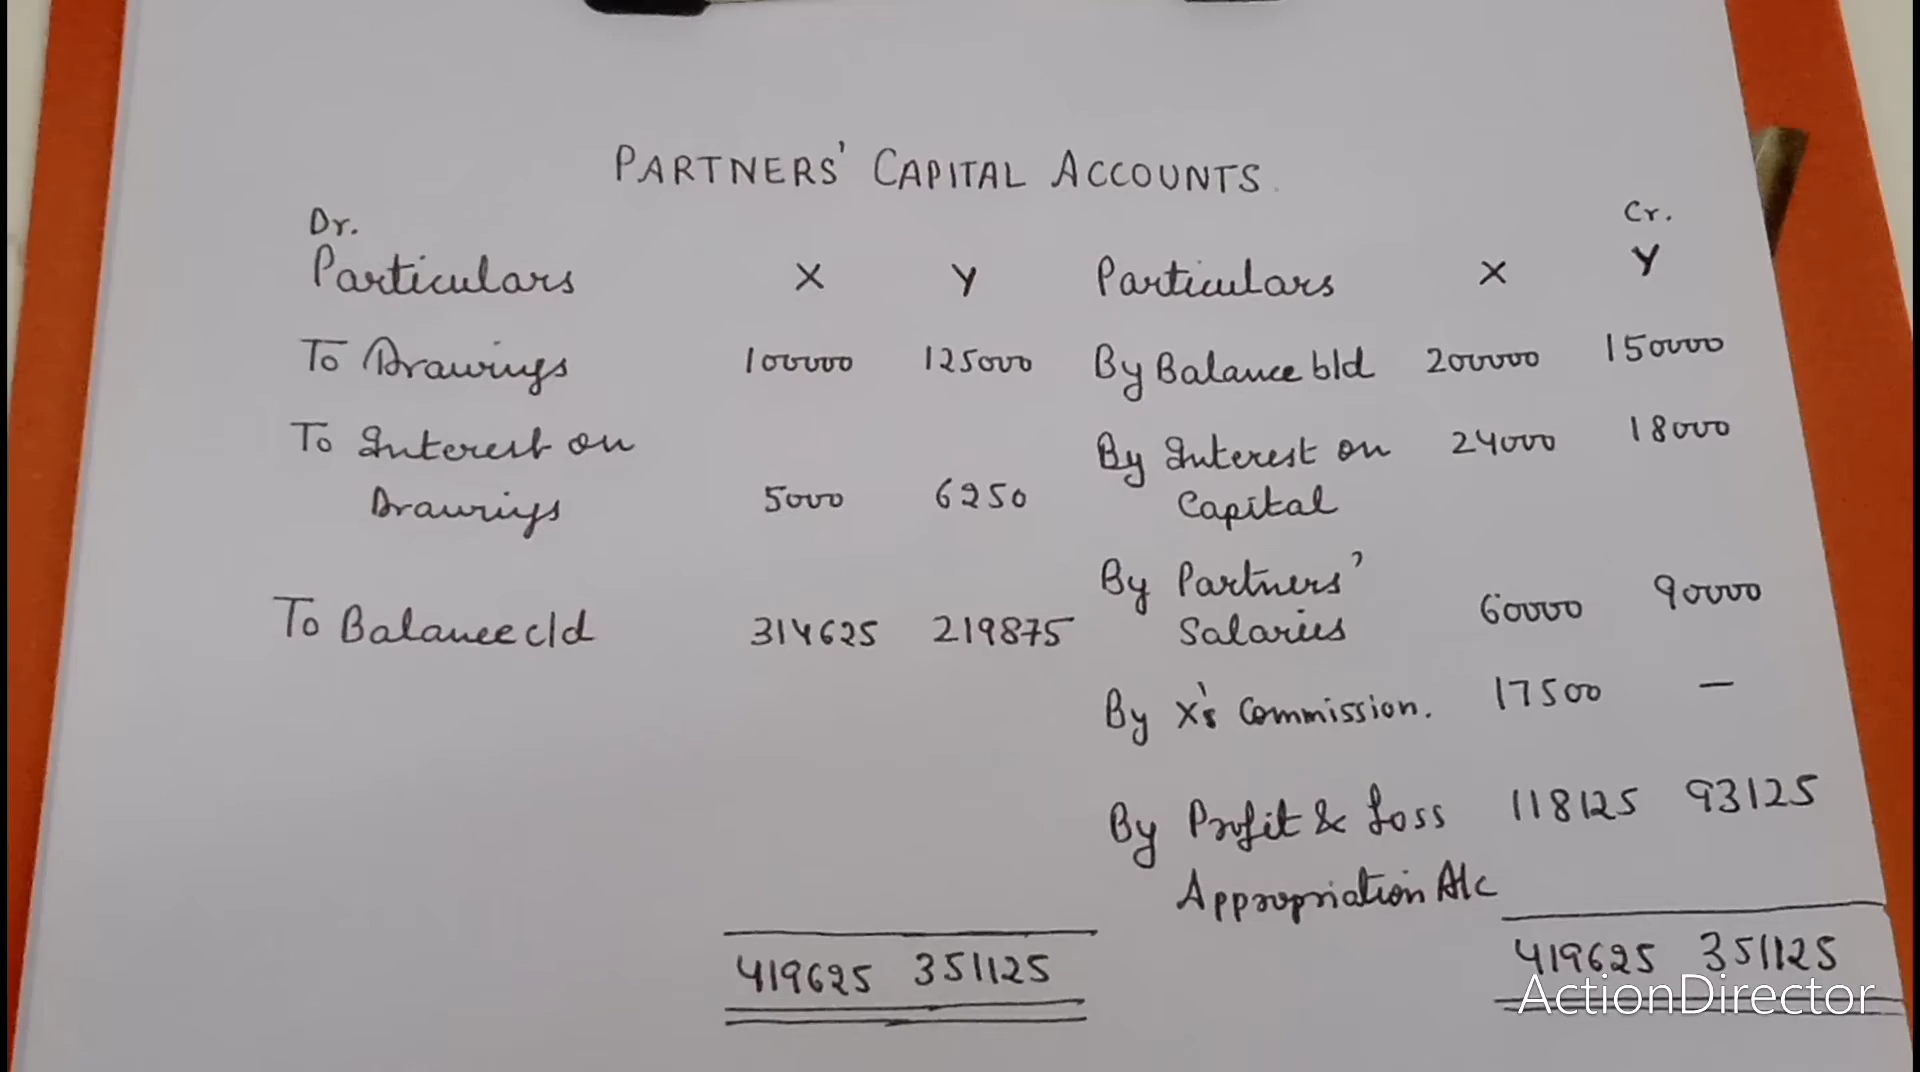 PARTNERS' CAPITAL ACCOUNTS.
Dr. Cr.
Particulars X Y Particulars X Y
To Drawings 100000 125000 By Balance b/d 200000 150000
To Interest on By Interest on 24000 18000
Drawings 5000 6250 Capital
By Partners'
To Balance c/d 314625 219875 Salaries 60000 90000
By X's Commission. 17500 —
By Profit & Loss 118125 93125
Appropriation A/c
419625 351125 419625 351125
ActionDirector